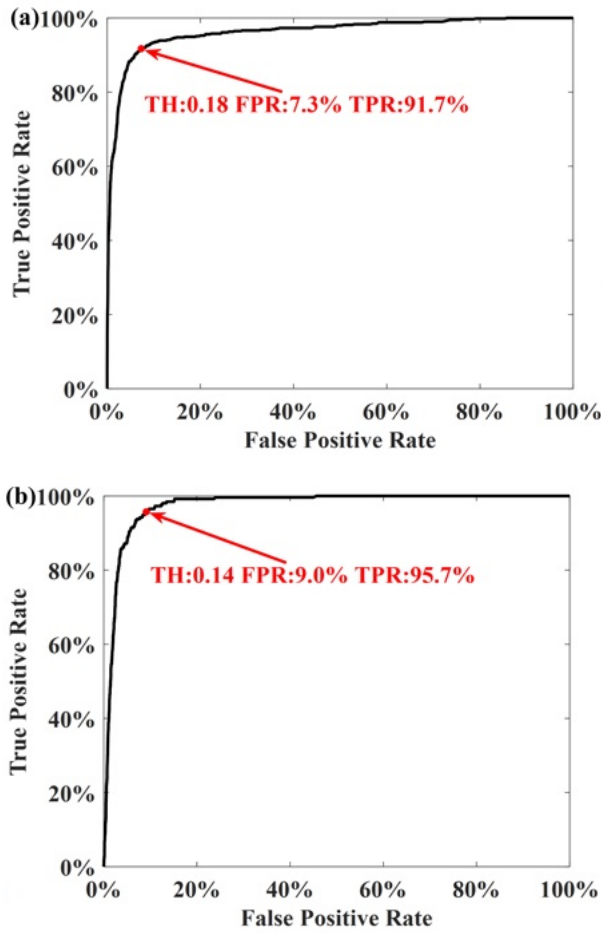 (a)
100%
80%
60%
40%
20%
0%
True Positive Rate
TH:0.18 FPR:7.3% TPR:91.7%
0% 20% 40% 60% 80% 100%
False Positive Rate
(b)
100%
80%
60%
40%
20%
0%
True Positive Rate
TH:0.14 FPR:9.0% TPR:95.7%
0% 20% 40% 60% 80% 100%
False Positive Rate